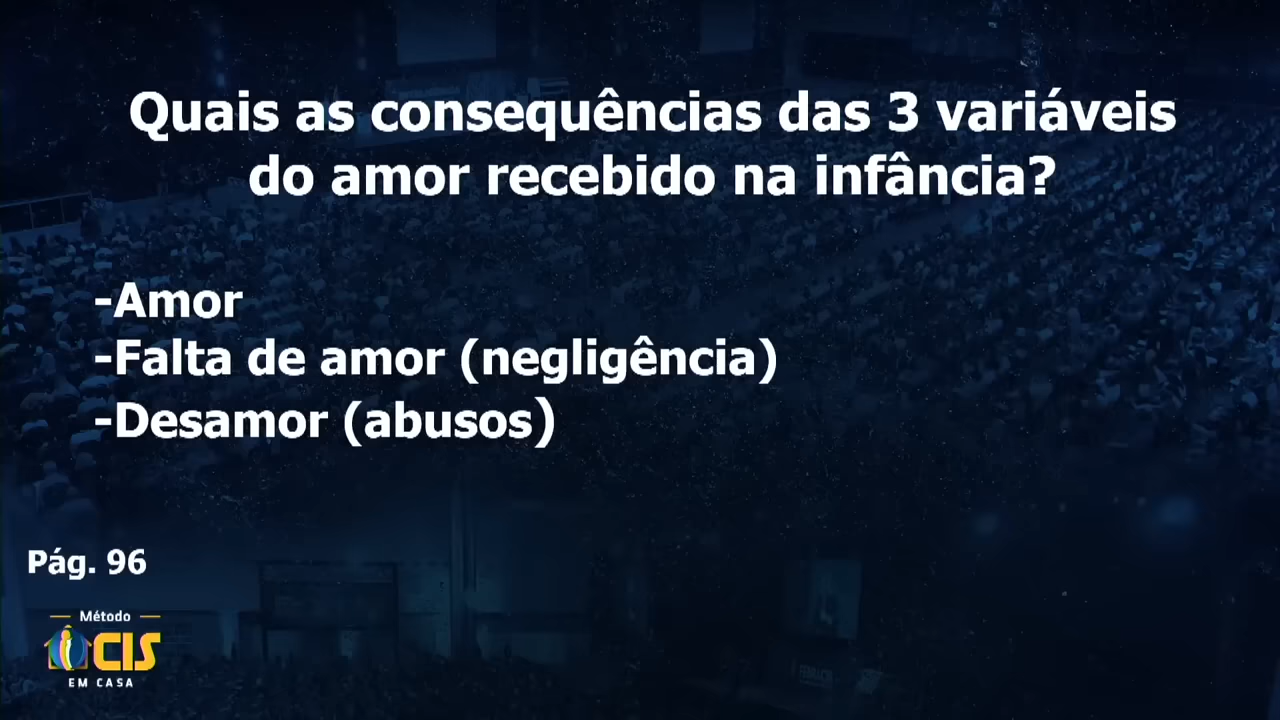 Quais as consequências das 3 variáveis
do amor recebido na infância?
-Amor
-Falta de amor (negligência)
-Desamor (abusos)
Pág. 96
Método
CIS
EM CASA